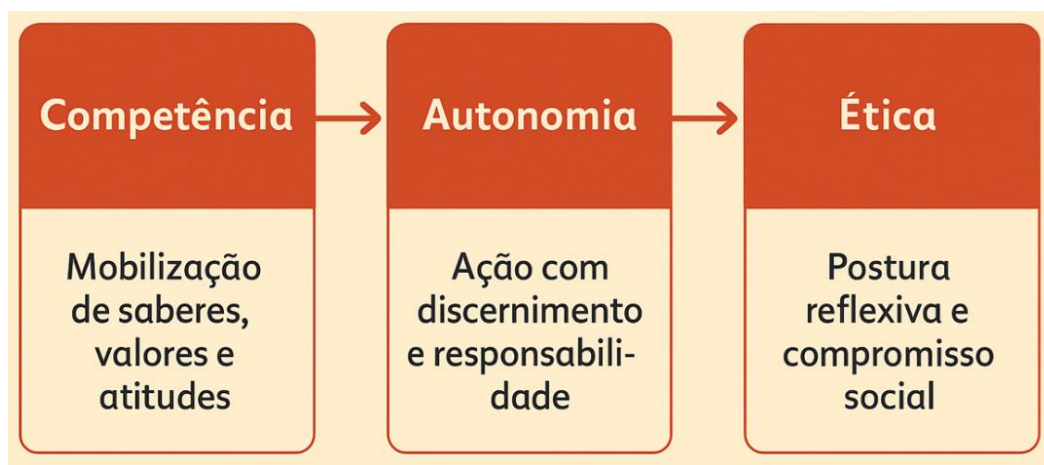 Competência
Mobilização
de saberes,
valores e
atitudes
Autonomia
Ação com
discernimento
e responsabili-
dade
Ética
Postura
reflexiva e
compromisso
social